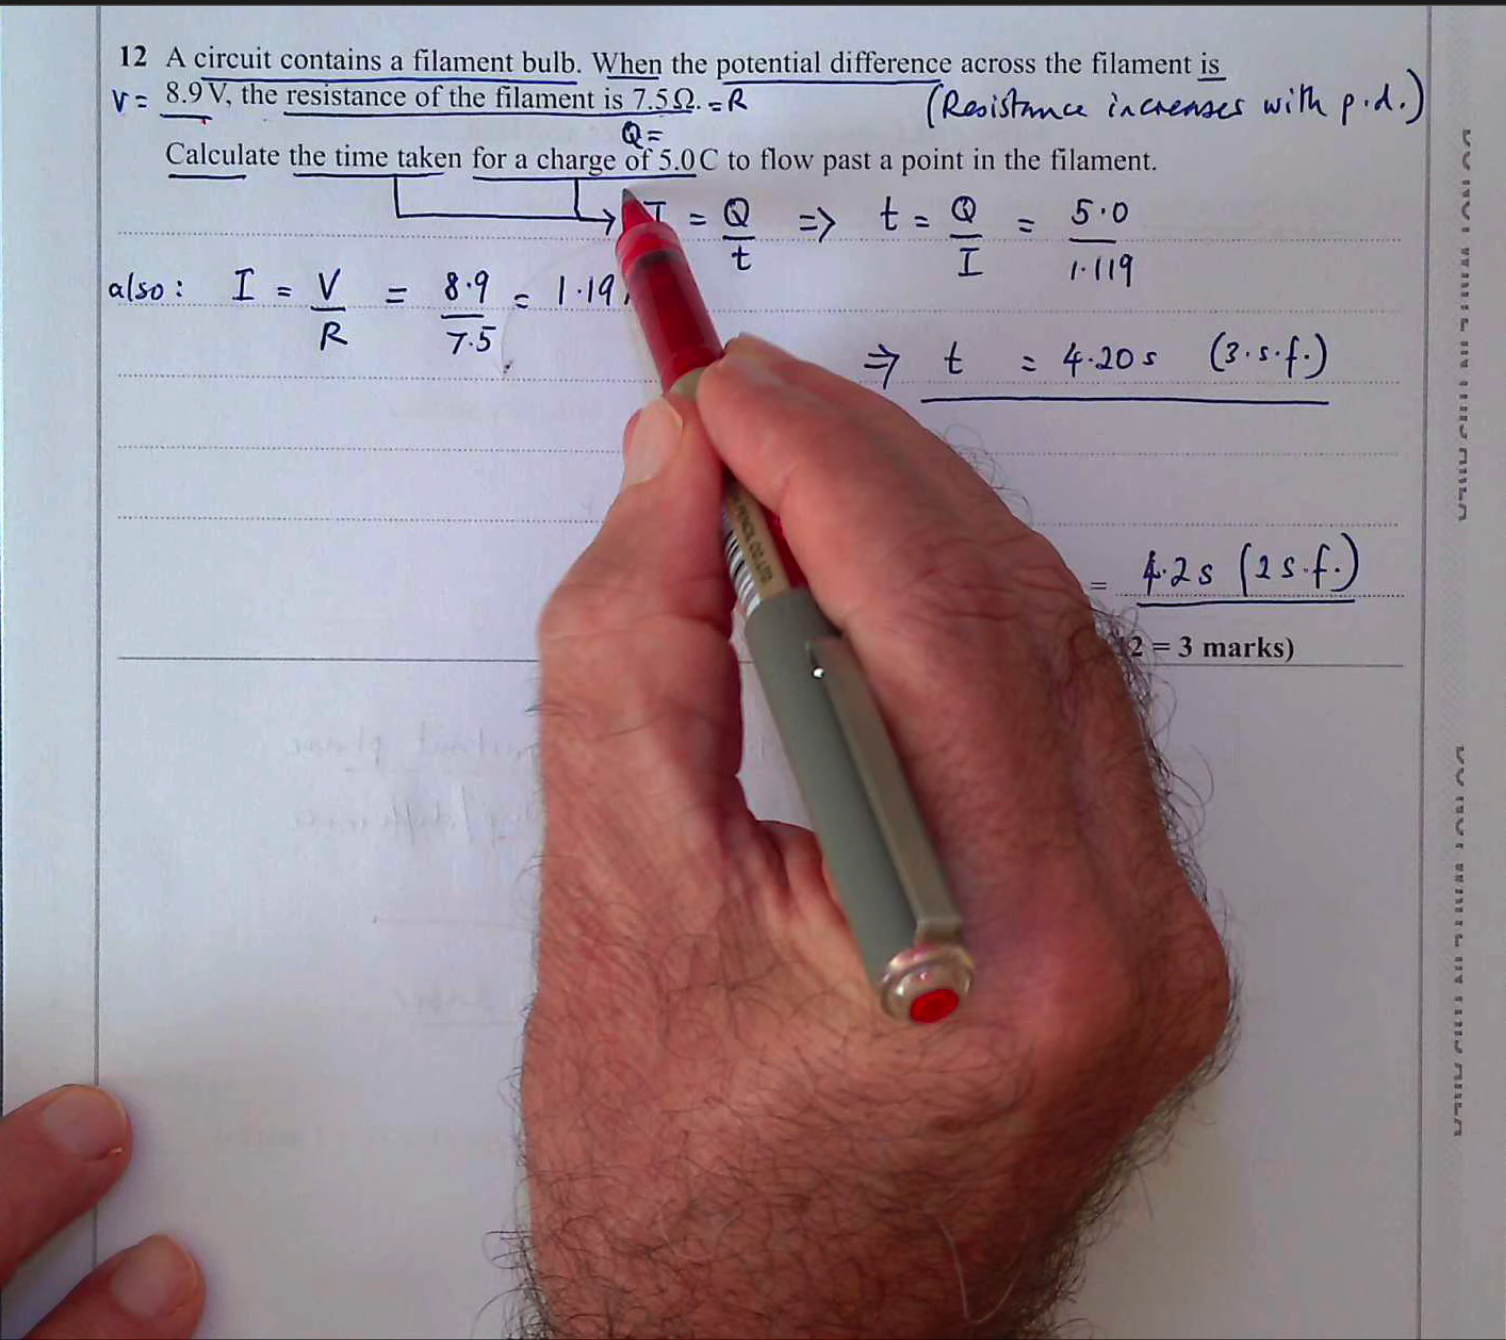 12 A circuit contains a filament bulb. When the potential difference across the filament is
V = 8.9 V, the resistance of the filament is 7.5 Ω. = R (Resistance increases with p.d.)
Q =
Calculate the time taken for a charge of 5.0 C to flow past a point in the filament.
I = Q/t ⇒ t = Q/I = 5.0/1.119
also: I = V/R = 8.9/7.5 = 1.19
⇒ t = 4.20 s (3.s.f.)
= 4.2 s (2 s.f.)
12 = 3 marks)